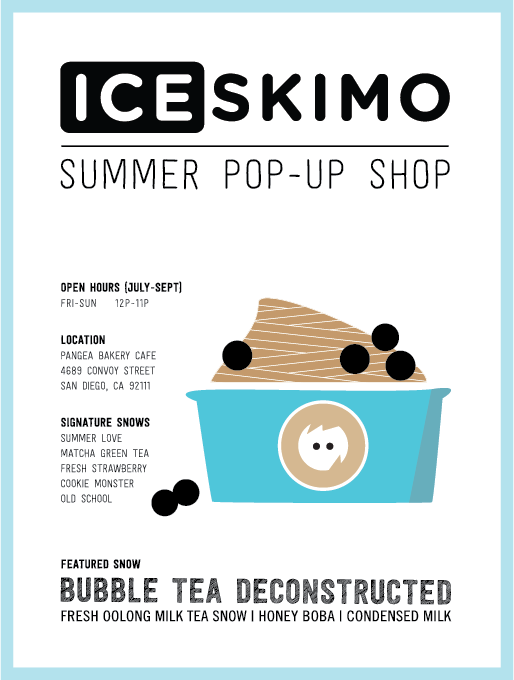 ICESKIMO
SUMMER POP-UP SHOP
OPEN HOURS (JULY-SEPT)
FRI-SUN 12P-11P
LOCATION
PANGEA BAKERY CAFE
4689 CONVOY STREET
SAN DIEGO, CA 92111
SIGNATURE SNOWS
SUMMER LOVE
MATCHA GREEN TEA
FRESH STRAWBERRY
COOKIE MONSTER
OLD SCHOOL
FEATURED SNOW
BUBBLE TEA DECONSTRUCTED
FRESH OOLONG MILK TEA SNOW | HONEY BOBA | CONDENSED MILK